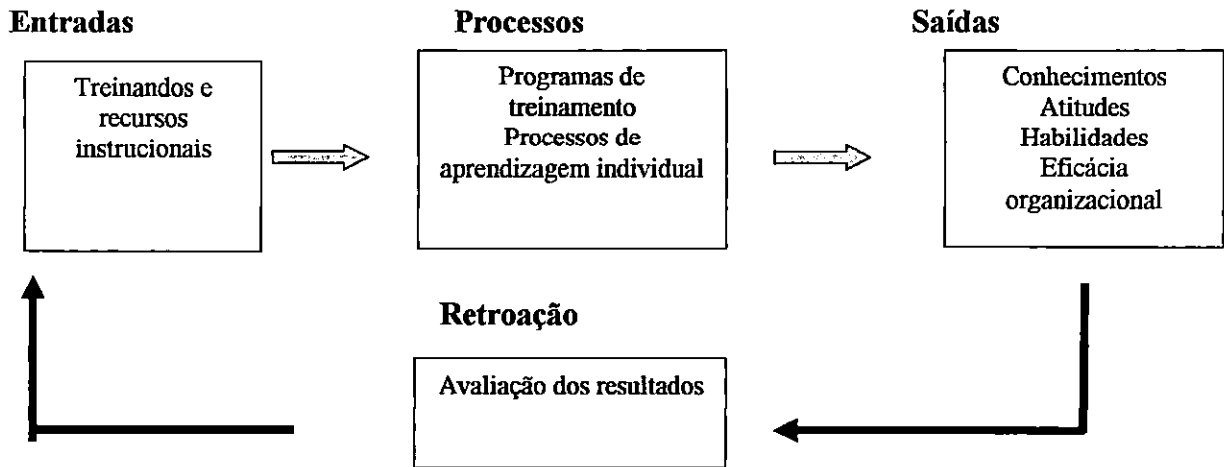 Entradas
Treinandos e
recursos
instrucionais
Processos
Programas de
treinamento
Processos de
aprendizagem individual
Saídas
Conhecimentos
Atitudes
Habilidades
Eficácia
organizacional
Retroação
Avaliação dos resultados